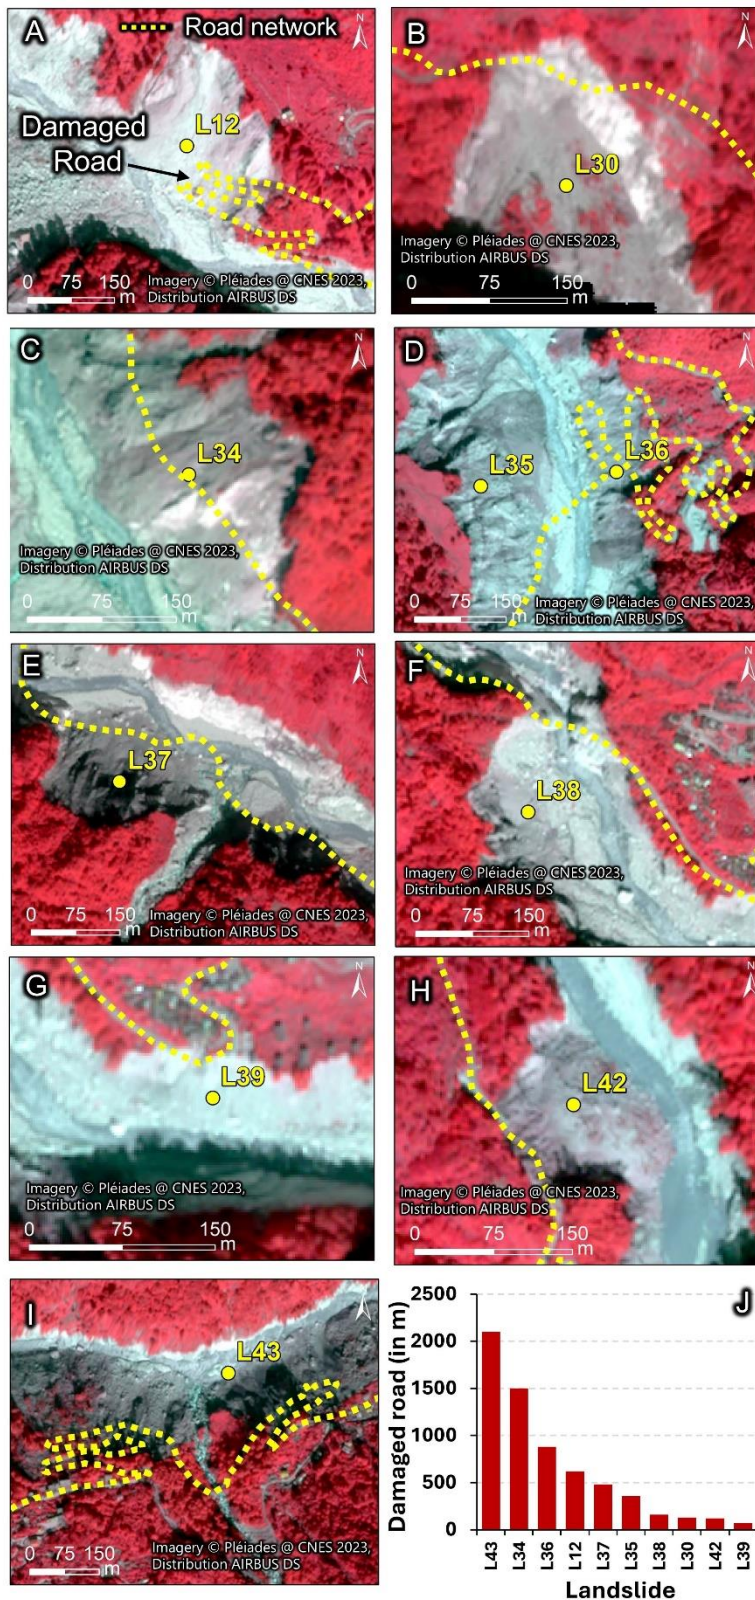 A
Road network
N
Damaged
Road
L12
0 75 150
m
Imagery © Pléiades @ CNES 2023,
Distribution AIRBUS DS
B
N
L30
Imagery © Pléiades @ CNES 2023,
Distribution AIRBUS DS
0 75 150
m
C
N
L34
Imagery © Pléiades @ CNES 2023,
Distribution AIRBUS DS
0 75 150
m
D
N
L35
L36
0 75 150
m
Imagery © Pléiades @ CNES 2023,
Distribution AIRBUS DS
E
N
L37
0 75 150
m
Imagery © Pléiades @ CNES 2023,
Distribution AIRBUS DS
F
N
L38
Imagery © Pléiades @ CNES 2023,
Distribution AIRBUS DS
0 75 150
m
G
N
L39
Imagery © Pléiades @ CNES 2023,
Distribution AIRBUS DS
0 75 150
m
H
N
L42
Imagery © Pléiades @ CNES 2023,
Distribution AIRBUS DS
0 75 150
m
I
N
L43
0 75 150
m
Imagery © Pléiades @ CNES 2023,
Distribution AIRBUS DS
J
Damaged road (in m)
2500
2000
1500
1000
500
0
L43 L34 L36 L12 L37 L35 L38 L30 L42 L39
Landslide